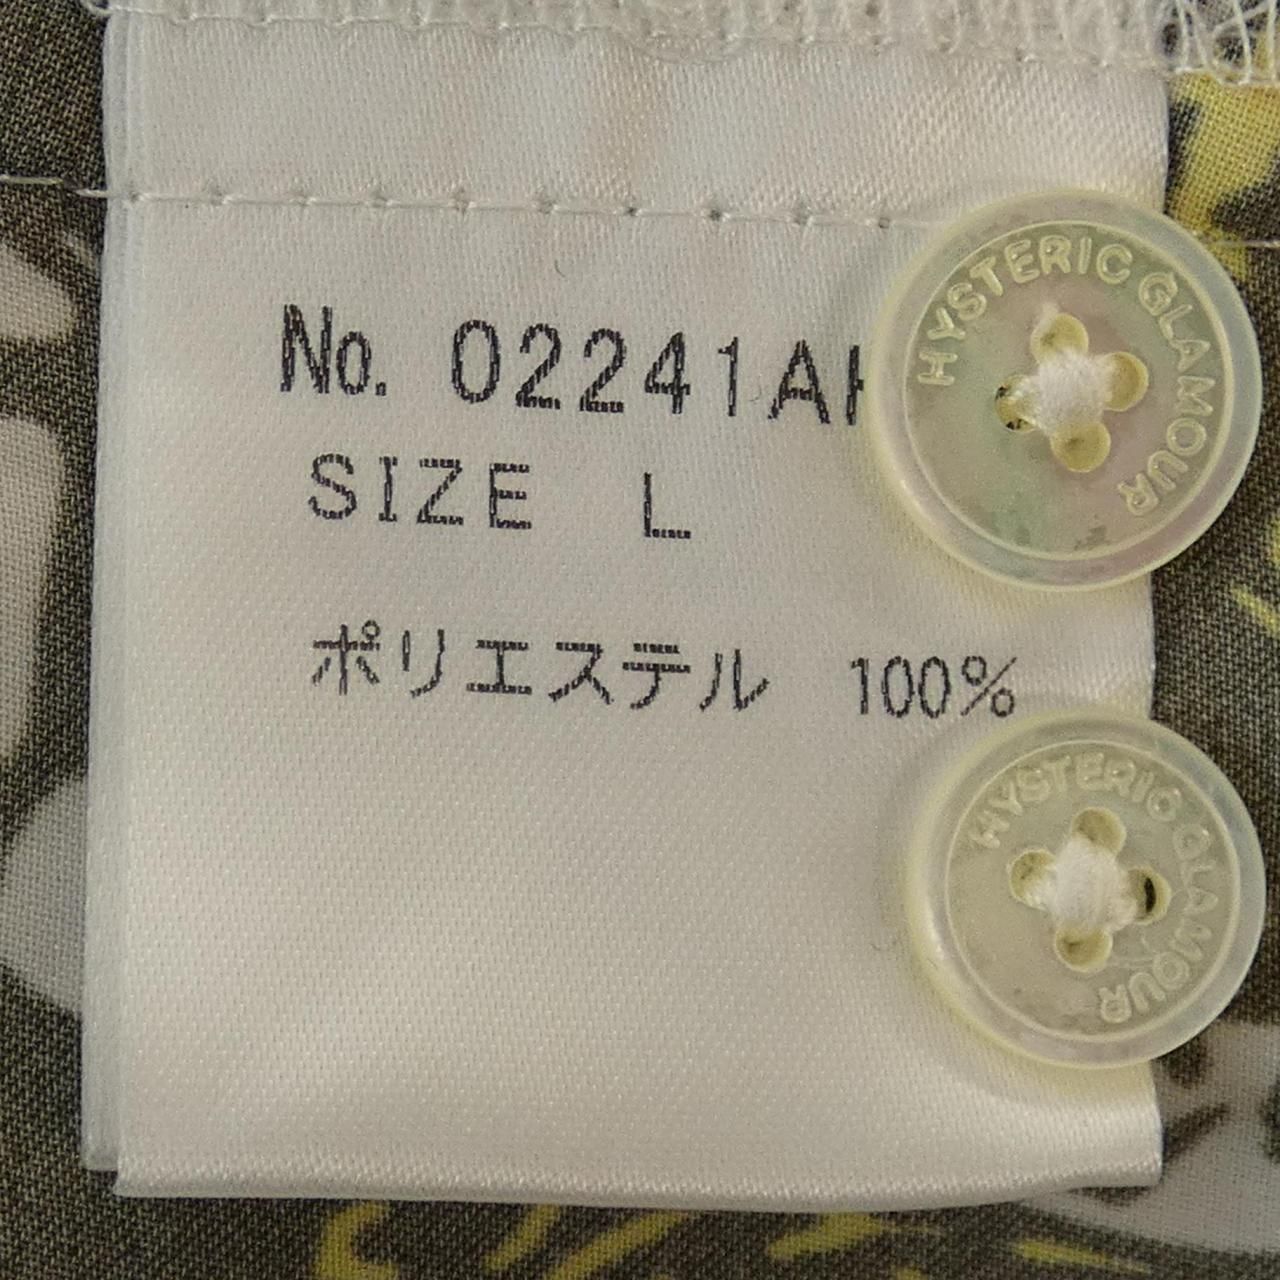 No. 02241A
HYSTERIC GLAMOUR
SIZE L
ポリエステル 100%
HYSTERIC GLAMOUR